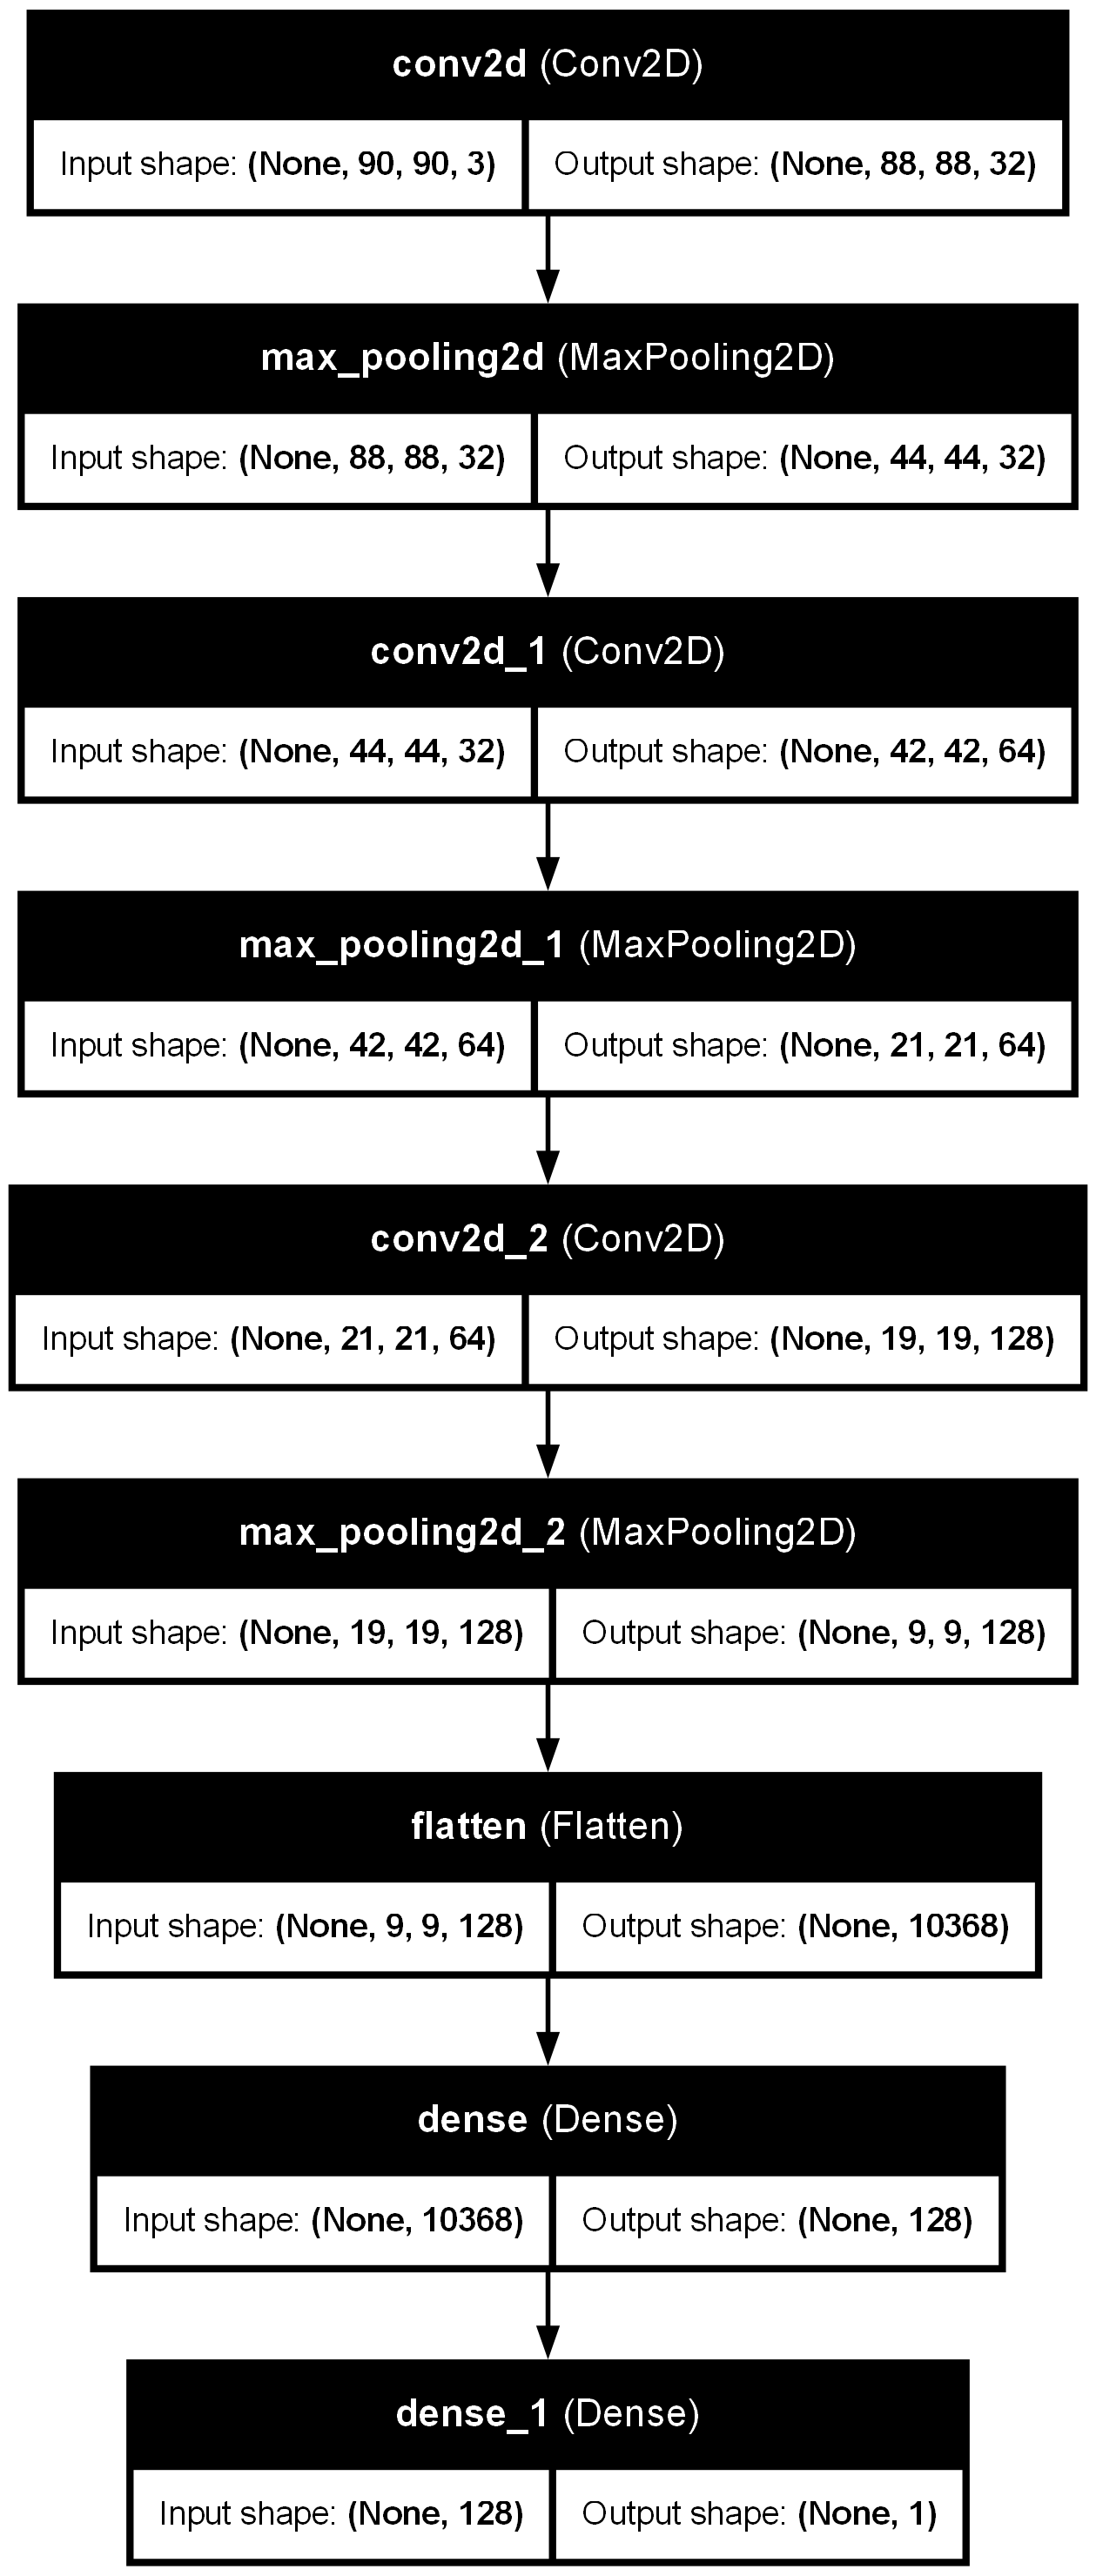 conv2d (Conv2D)
Input shape: (None, 90, 90, 3) Output shape: (None, 88, 88, 32)
max_pooling2d (MaxPooling2D)
Input shape: (None, 88, 88, 32) Output shape: (None, 44, 44, 32)
conv2d_1 (Conv2D)
Input shape: (None, 44, 44, 32) Output shape: (None, 42, 42, 64)
max_pooling2d_1 (MaxPooling2D)
Input shape: (None, 42, 42, 64) Output shape: (None, 21, 21, 64)
conv2d_2 (Conv2D)
Input shape: (None, 21, 21, 64) Output shape: (None, 19, 19, 128)
max_pooling2d_2 (MaxPooling2D)
Input shape: (None, 19, 19, 128) Output shape: (None, 9, 9, 128)
flatten (Flatten)
Input shape: (None, 9, 9, 128) Output shape: (None, 10368)
dense (Dense)
Input shape: (None, 10368) Output shape: (None, 128)
dense_1 (Dense)
Input shape: (None, 128) Output shape: (None, 1)